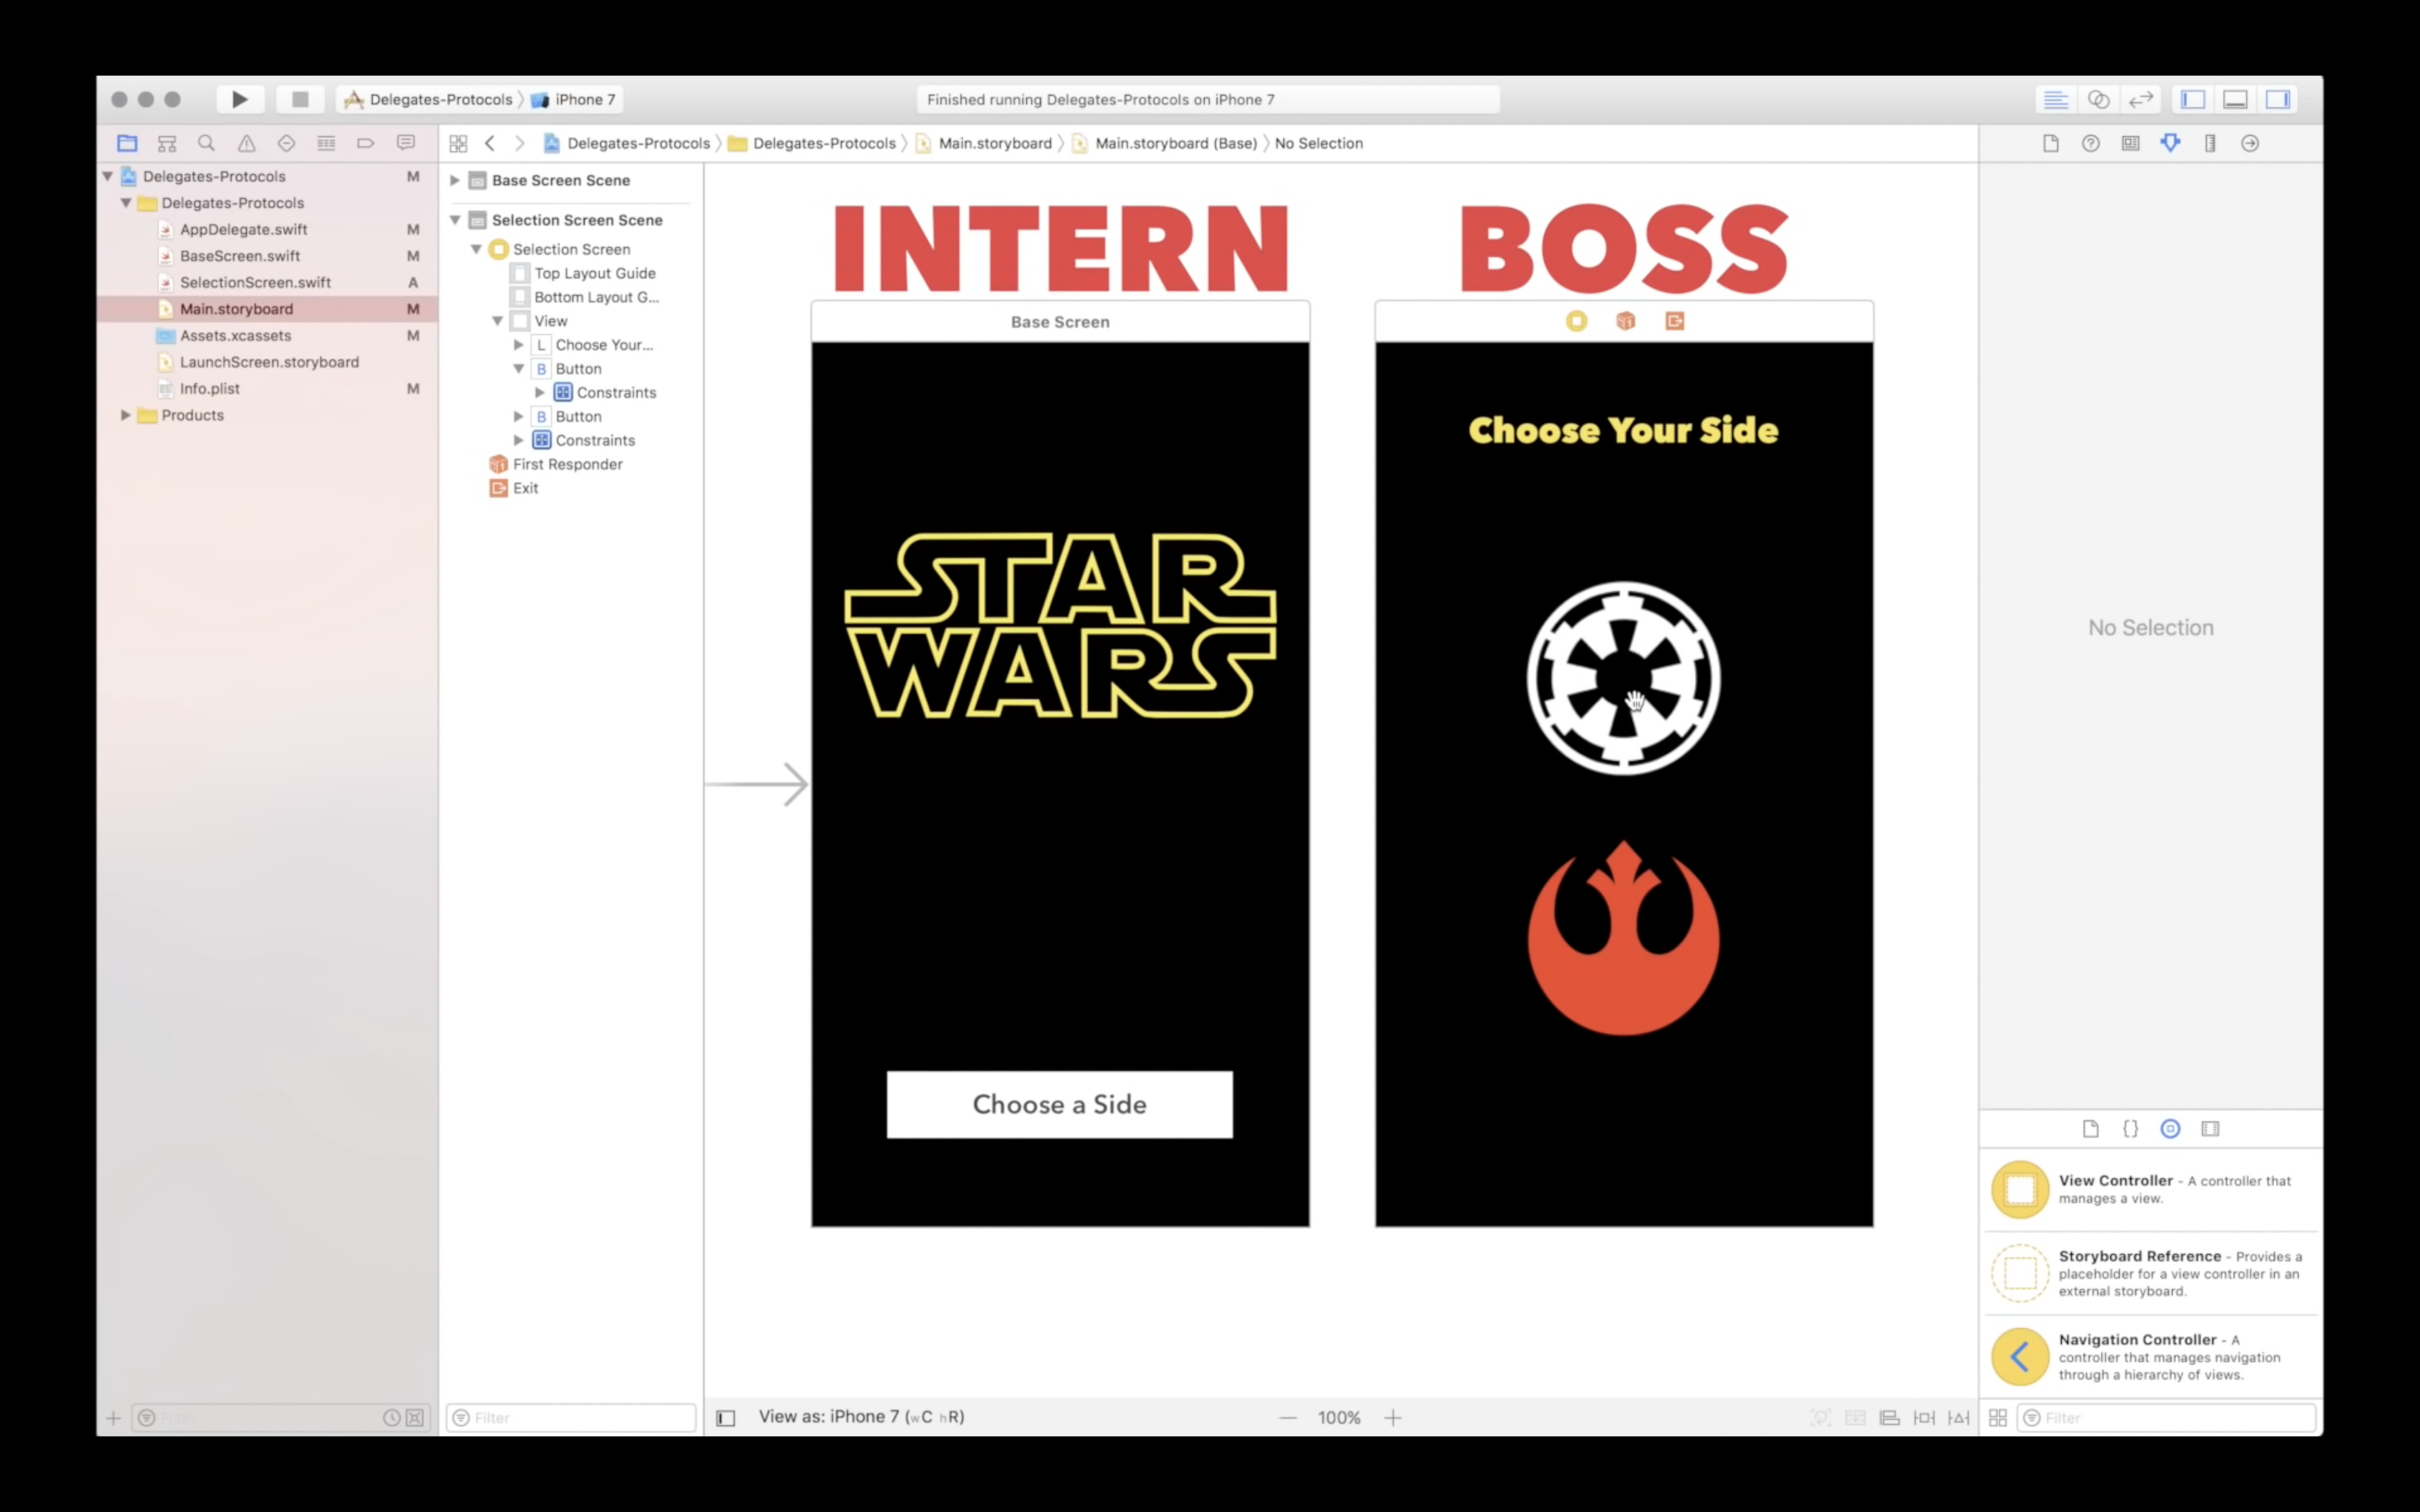 Delegates-Protocols 〉 iPhone 7
Finished running Delegates-Protocols on iPhone 7
Delegates-Protocols 〉 Delegates-Protocols 〉 Main.storyboard 〉 Main.storyboard (Base) 〉 No Selection
Delegates-Protocols M
Delegates-Protocols
AppDelegate.swift M
BaseScreen.swift M
SelectionScreen.swift A
Main.storyboard M
Assets.xcassets M
LaunchScreen.storyboard
Info.plist M
Products
Filter
Base Screen Scene
Selection Screen Scene
Selection Screen
Top Layout Guide
Bottom Layout G...
View
L Choose Your...
B Button
Constraints
B Button
Constraints
First Responder
Exit
Filter
INTERN
Base Screen
STAR
WARS
Choose a Side
BOSS
Choose Your Side
View as: iPhone 7 (wC hR)
— 100% +
No Selection
{}
View Controller - A controller that
manages a view.
Storyboard Reference - Provides a
placeholder for a view controller in an
external storyboard.
Navigation Controller - A
controller that manages navigation
through a hierarchy of views.
Filter